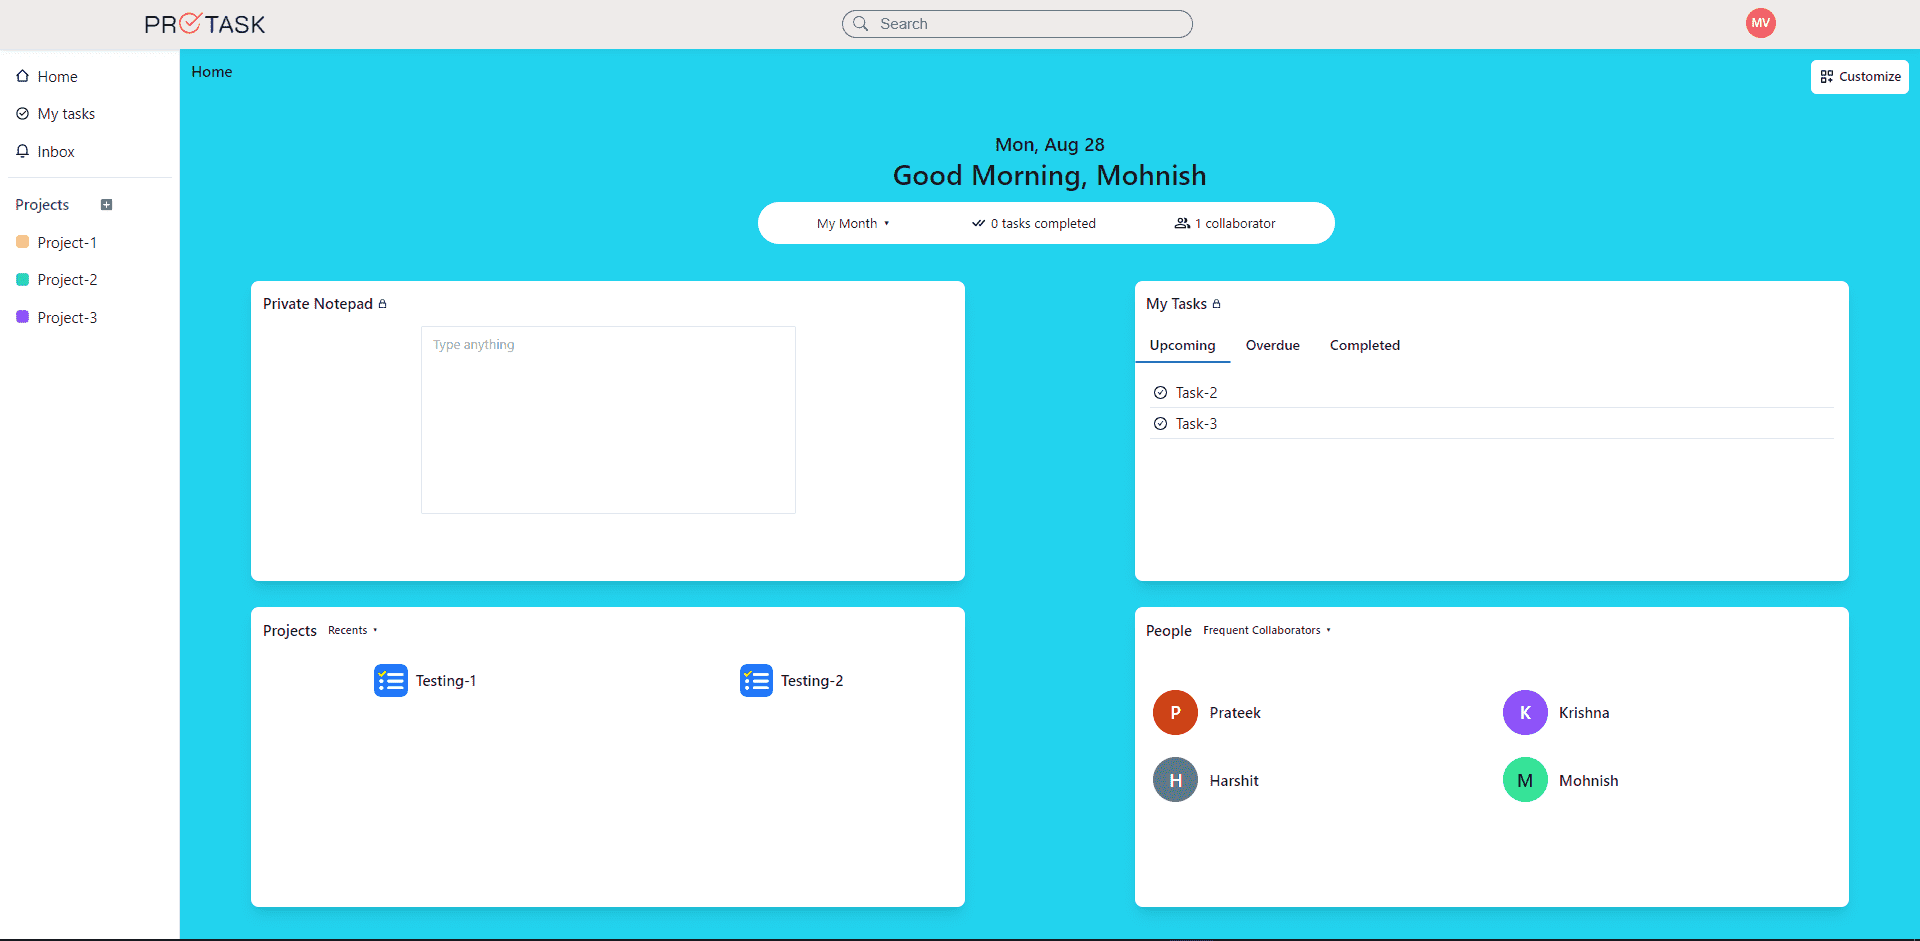 PROTASK
Search
MV
Home
My tasks
Inbox
Projects
Project-1
Project-2
Project-3
Home
Customize
Mon, Aug 28
Good Morning, Mohnish
My Month
0 tasks completed
1 collaborator
Private Notepad
Type anything
My Tasks
Upcoming
Overdue
Completed
Task-2
Task-3
Projects Recents
Testing-1
Testing-2
People Frequent Collaborators
P Prateek
K Krishna
H Harshit
M Mohnish